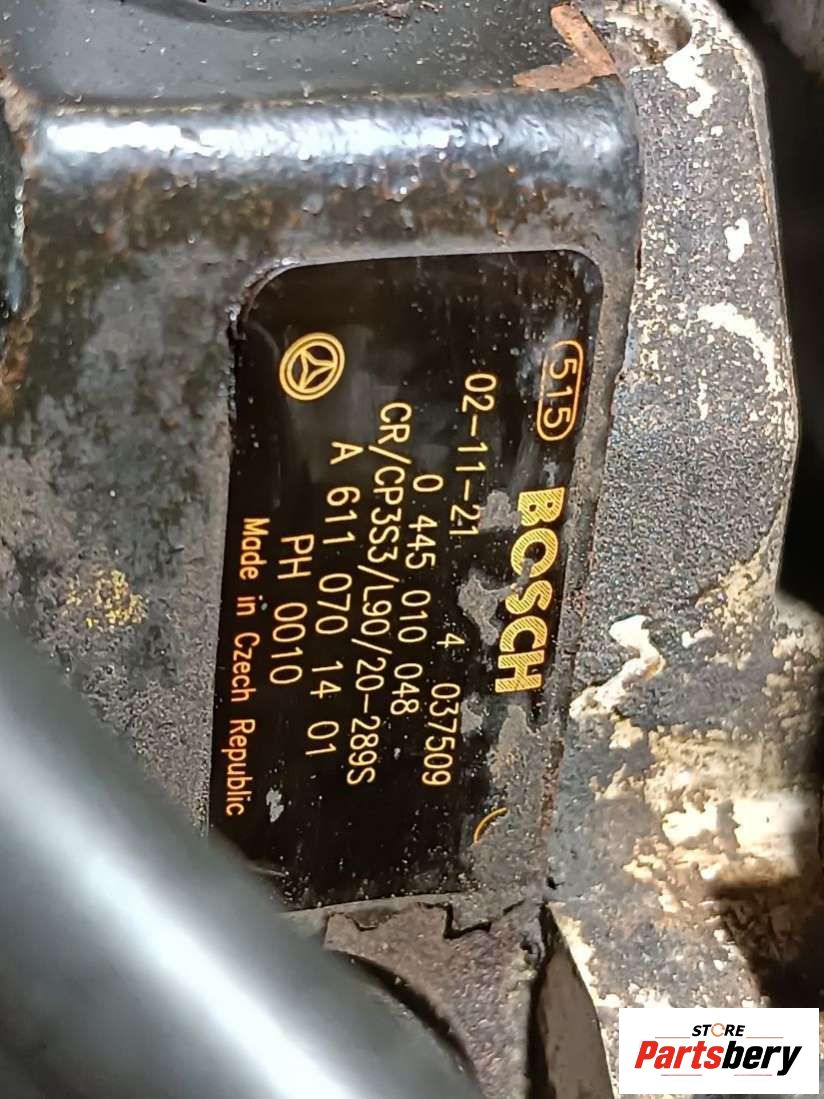 515
BOSCH
02-11-21 4 037509
0 445 010 048
CR/CP3S3/L90/20-289S
A 611 070 14 01
PH 0010
Made in Czech Republic
STORE
Partsbery